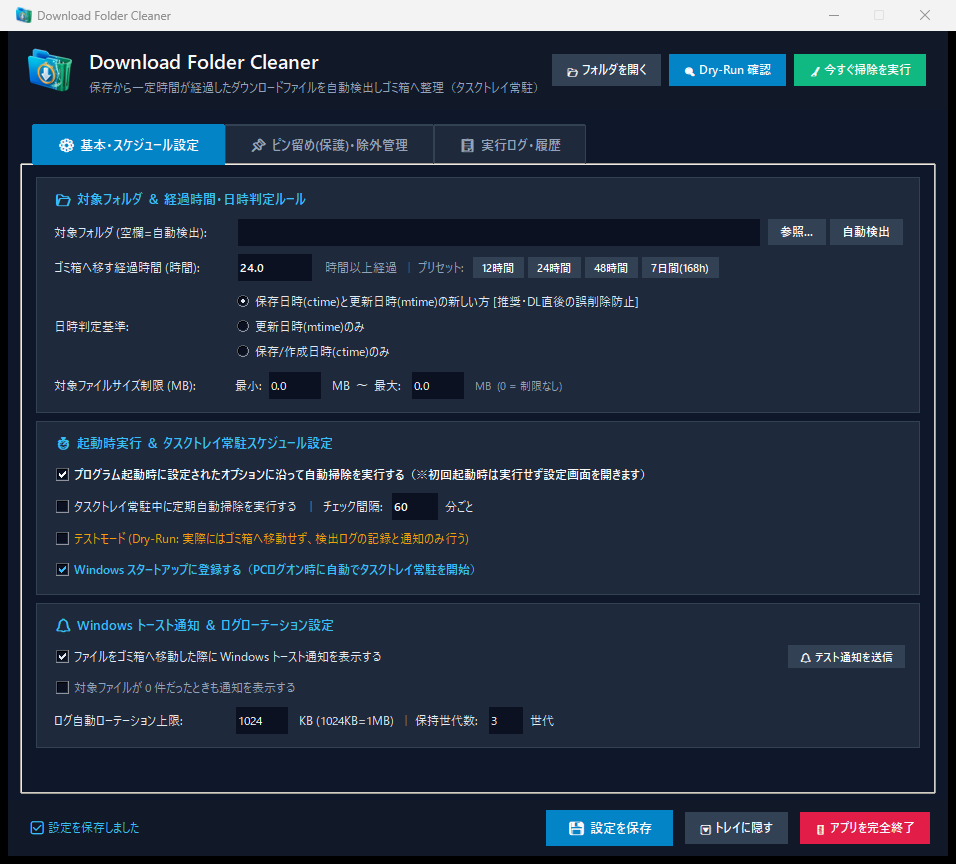 Download Folder Cleaner
Download Folder Cleaner
保存から一定時間が経過したダウンロードファイルを自動検出しゴミ箱へ整理（タスクトレイ常駐）
フォルダを開く
Dry-Run 確認
今すぐ掃除を実行
基本・スケジュール設定
ピン留め(保護)・除外管理
実行ログ・履歴
対象フォルダ & 経過時間・日時判定ルール
対象フォルダ(空欄=自動検出):
参照...
自動検出
ゴミ箱へ移す経過時間 (時間):
24.0
時間以上経過 | プリセット:
12時間
24時間
48時間
7日間(168h)
日時判定基準:
保存日時(ctime)と更新日時(mtime)の新しい方 [推奨・DL直後の誤削除防止]
更新日時(mtime)のみ
保存/作成日時(ctime)のみ
対象ファイルサイズ制限 (MB):
最小: 0.0 MB ～ 最大: 0.0 MB (0 = 制限なし)
起動時実行 & タスクトレイ常駐スケジュール設定
プログラム起動時に設定されたオプションに沿って自動掃除を実行する（※初回起動時は実行せず設定画面を開きます）
タスクトレイ常駐中に定期自動掃除を実行する | チェック間隔: 60 分ごと
テストモード (Dry-Run: 実際にはゴミ箱へ移動せず、検出ログの記録と通知のみ行う)
Windows スタートアップに登録する（PCログオン時に自動でタスクトレイ常駐を開始）
Windows トースト通知 & ログローテーション設定
ファイルをゴミ箱へ移動した際に Windows トースト通知を表示する
テスト通知を送信
対象ファイルが 0 件だったときも通知を表示する
ログ自動ローテーション上限:
1024 KB (1024KB=1MB) | 保持世代数: 3 世代
設定を保存しました
設定を保存
トレイに隠す
アプリを完全終了